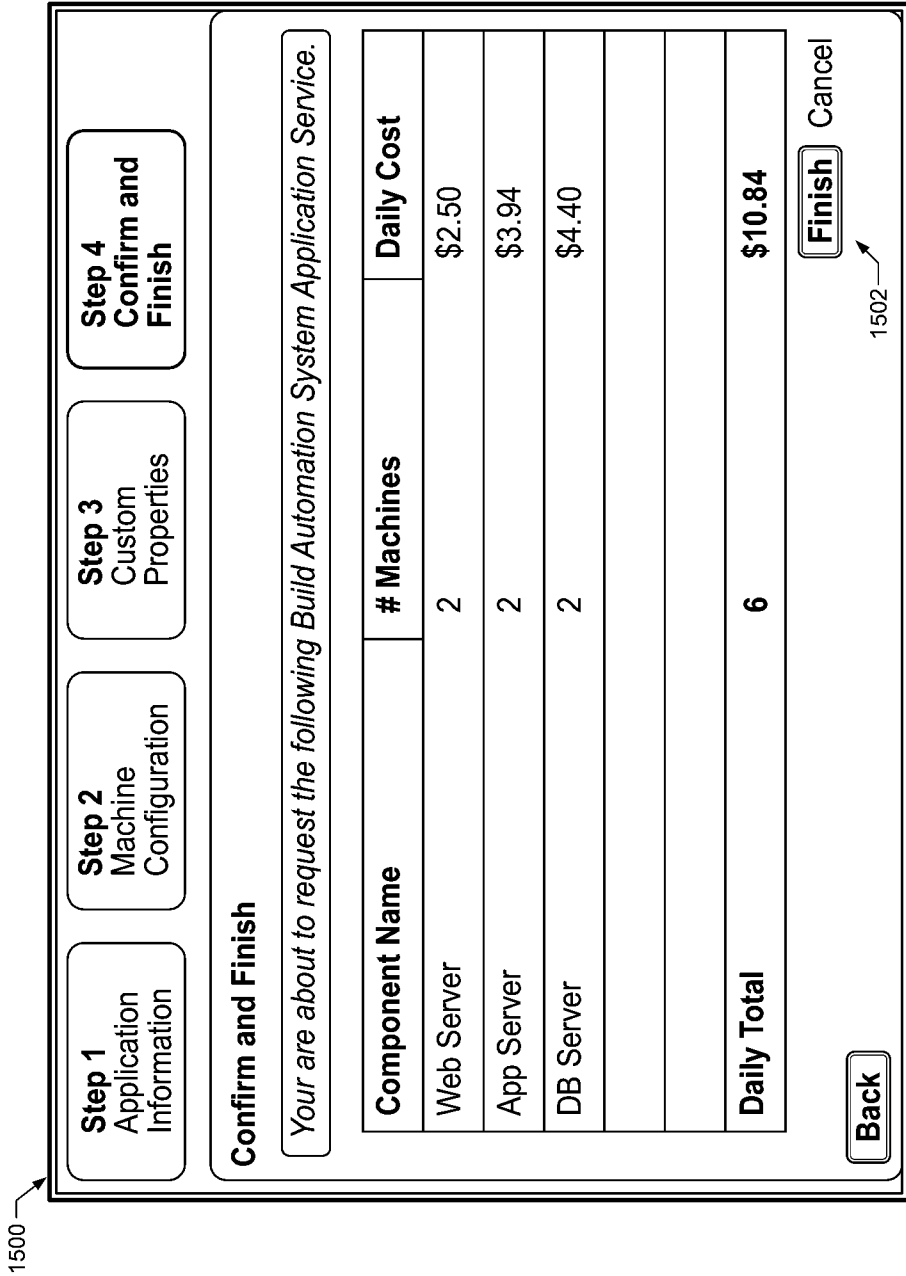 1500
Step 1
Application
Information
Step 2
Machine
Configuration
Step 3
Custom
Properties
Step 4
Confirm and
Finish
Confirm and Finish
Your are about to request the following Build Automation System Application Service.
Component Name # Machines Daily Cost
Web Server 2 $2.50
App Server 2 $3.94
DB Server 2 $4.40
Daily Total 6 $10.84
Back Finish Cancel
1502